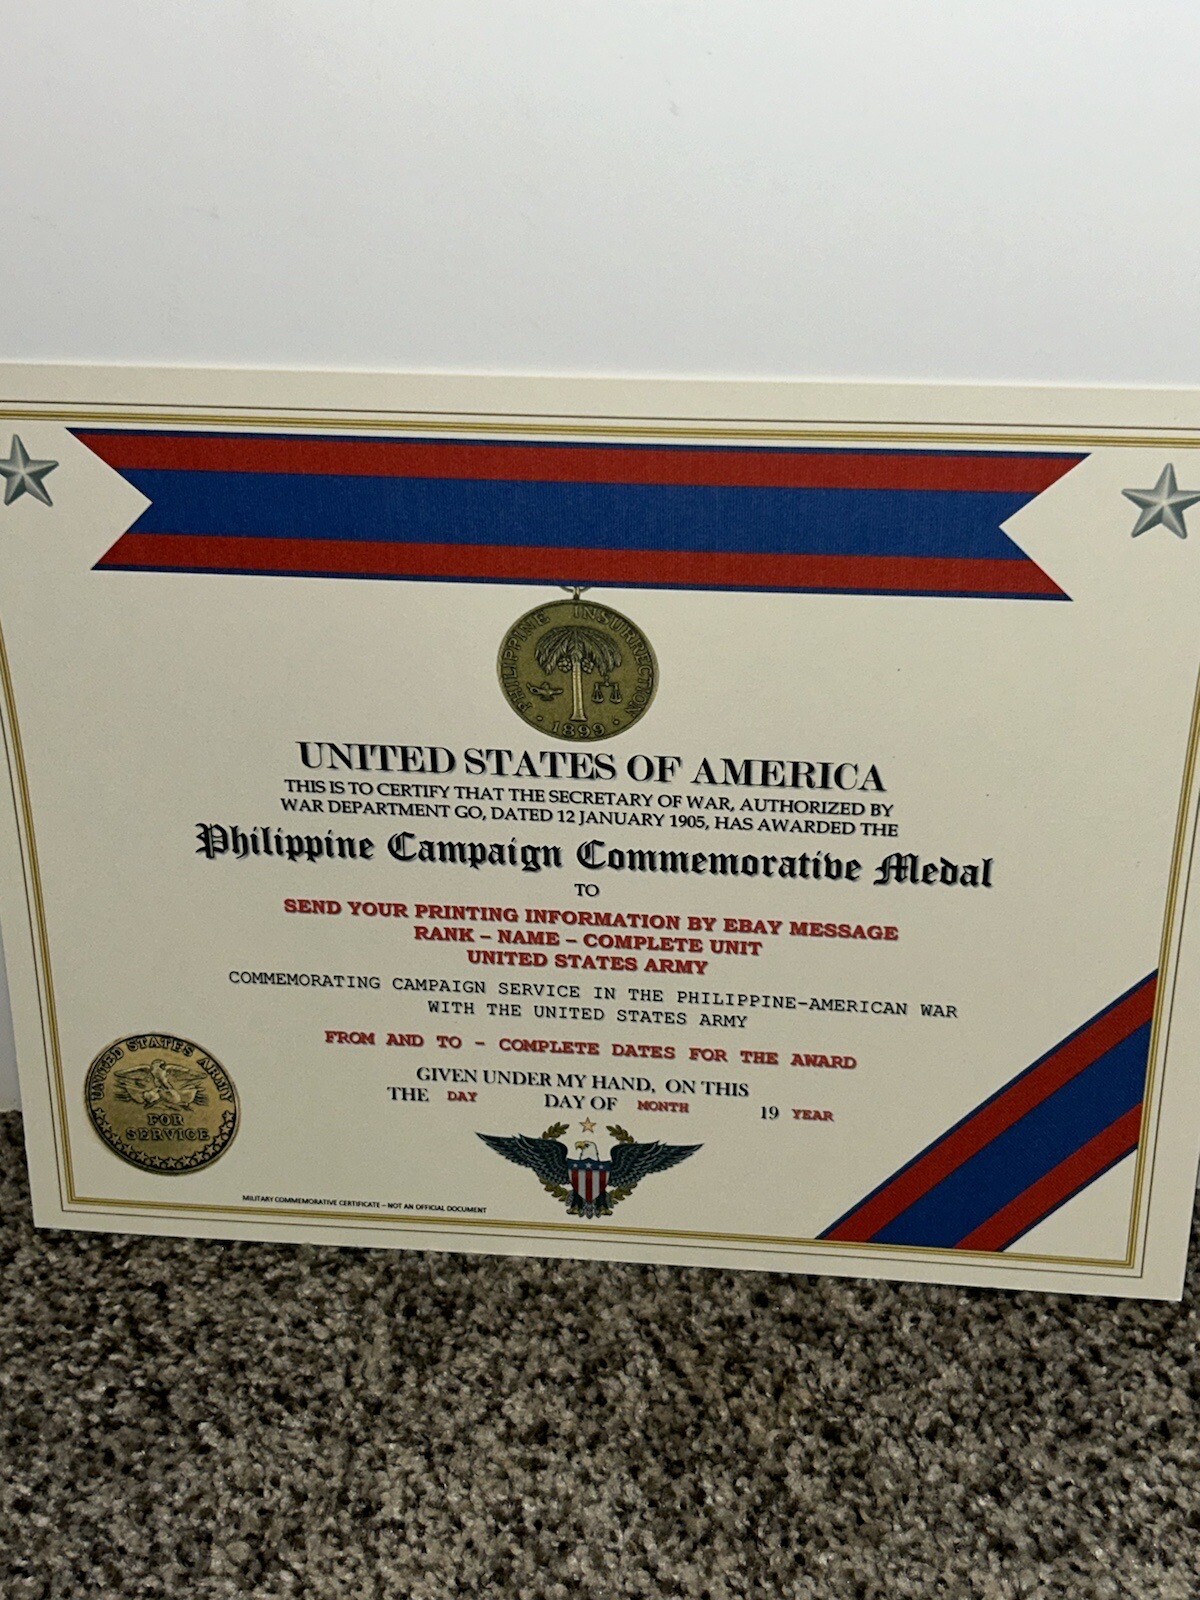 PHILIPPINE INSURRECTION
· 1899 ·
UNITED STATES OF AMERICA
THIS IS TO CERTIFY THAT THE SECRETARY OF WAR, AUTHORIZED BY
WAR DEPARTMENT GO, DATED 12 JANUARY 1905, HAS AWARDED THE
Philippine Campaign Commemorative Medal
TO
SEND YOUR PRINTING INFORMATION BY EBAY MESSAGE
RANK – NAME – COMPLETE UNIT
UNITED STATES ARMY
COMMEMORATING CAMPAIGN SERVICE IN THE PHILIPPINE-AMERICAN WAR
WITH THE UNITED STATES ARMY
FROM AND TO - COMPLETE DATES FOR THE AWARD
GIVEN UNDER MY HAND, ON THIS
THE DAY DAY OF MONTH 19 YEAR
UNITED STATES ARMY
FOR
SERVICE
MILITARY COMMEMORATIVE CERTIFICATE – NOT AN OFFICIAL DOCUMENT